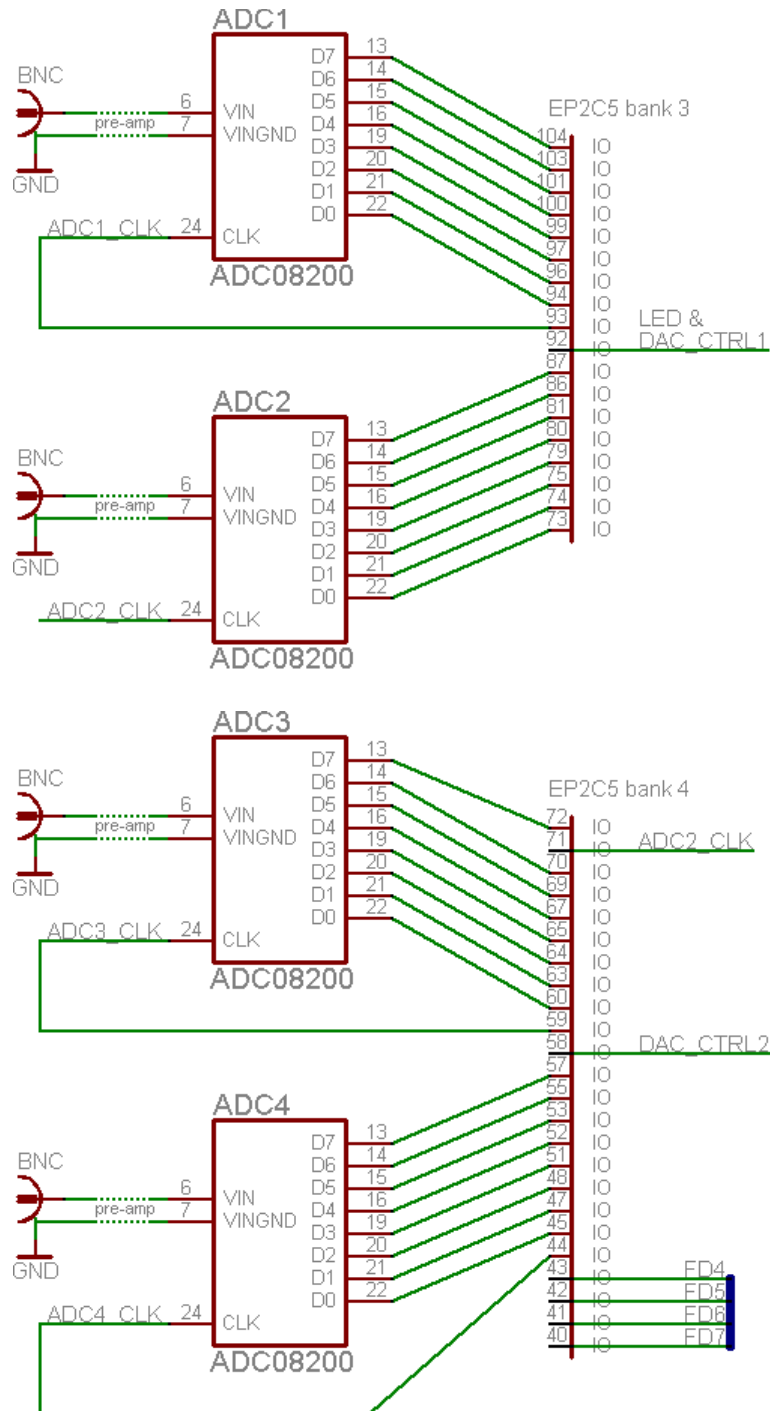 ADC1
BNC
6 VIN
pre-amp
7 VINGND
GND
ADC1_CLK 24 CLK
D7 13
D6 14
D5 15
D4 16
D3 19
D2 20
D1 21
D0 22
ADC08200
EP2C5 bank 3
104 IO
103 IO
101 IO
100 IO
99 IO
97 IO
96 IO
94 IO
93 IO
LED &
92 IO DAC_CTRL1
87 IO
86 IO
81 IO
80 IO
79 IO
75 IO
74 IO
73 IO
ADC2
BNC
6 VIN
pre-amp
7 VINGND
GND
ADC2_CLK 24 CLK
D7 13
D6 14
D5 15
D4 16
D3 19
D2 20
D1 21
D0 22
ADC08200
ADC3
BNC
6 VIN
pre-amp
7 VINGND
GND
ADC3_CLK 24 CLK
D7 13
D6 14
D5 15
D4 16
D3 19
D2 20
D1 21
D0 22
ADC08200
EP2C5 bank 4
72 IO
71 IO ADC2_CLK
70 IO
69 IO
67 IO
65 IO
64 IO
63 IO
60 IO
59 IO
58 IO DAC_CTRL2
57 IO
55 IO
53 IO
52 IO
51 IO
48 IO
47 IO
45 IO
44 IO
43 IO FD4
42 IO FD5
41 IO FD6
40 IO FD7
ADC4
BNC
6 VIN
pre-amp
7 VINGND
GND
ADC4_CLK 24 CLK
D7 13
D6 14
D5 15
D4 16
D3 19
D2 20
D1 21
D0 22
ADC08200